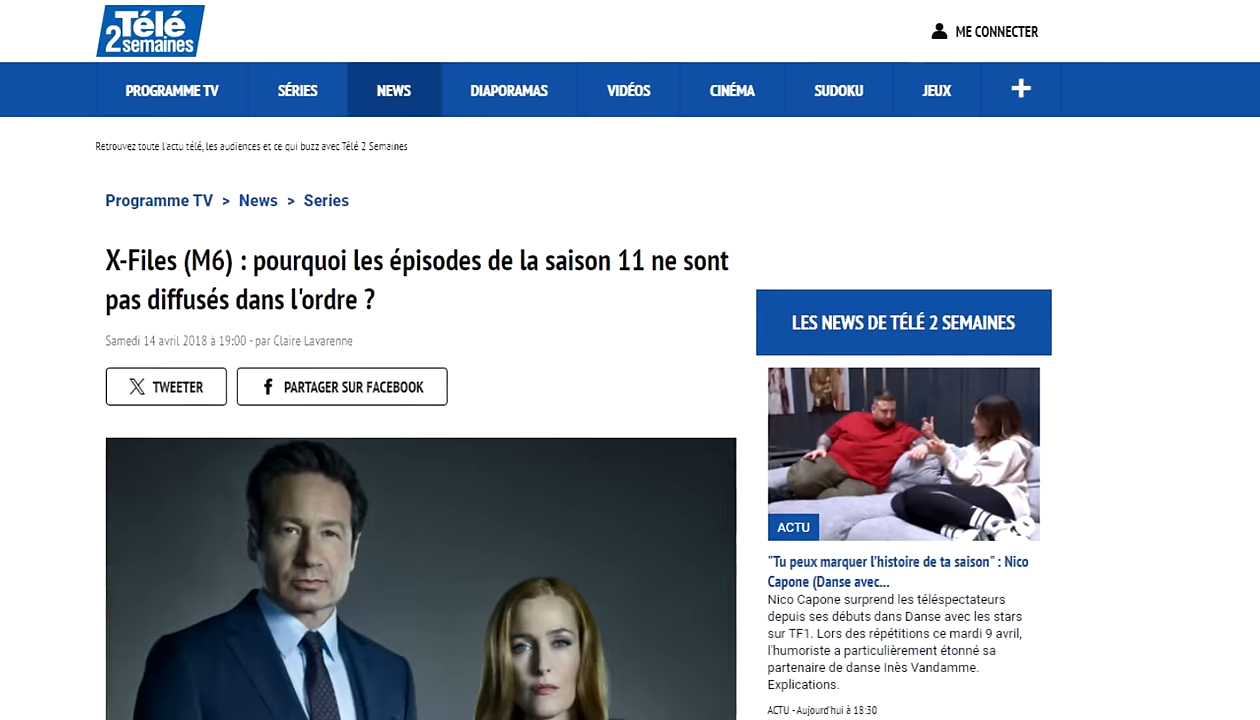 2 Télé
semaines
ME CONNECTER
PROGRAMME TV
SÉRIES
NEWS
DIAPORAMAS
VIDÉOS
CINÉMA
SUDOKU
JEUX
+
Retrouvez toute l'actu télé, les audiences et ce qui buzz avec Télé 2 Semaines
Programme TV > News > Series
X-Files (M6) : pourquoi les épisodes de la saison 11 ne sont
pas diffusés dans l'ordre ?
Samedi 14 avril 2018 à 19:00 - par Claire Lavarenne
TWEETER
PARTAGER SUR FACEBOOK
LES NEWS DE TÉLÉ 2 SEMAINES
ACTU
"Tu peux marquer l’histoire de ta saison" : Nico
Capone (Danse avec...
Nico Capone surprend les téléspectateurs
depuis ses débuts dans Danse avec les stars
sur TF1. Lors des répétitions ce mardi 9 avril,
l’humoriste a particulièrement étonné sa
partenaire de danse Inès Vandamme.
Explications.
ACTU - Aujourd'hui à 18:30